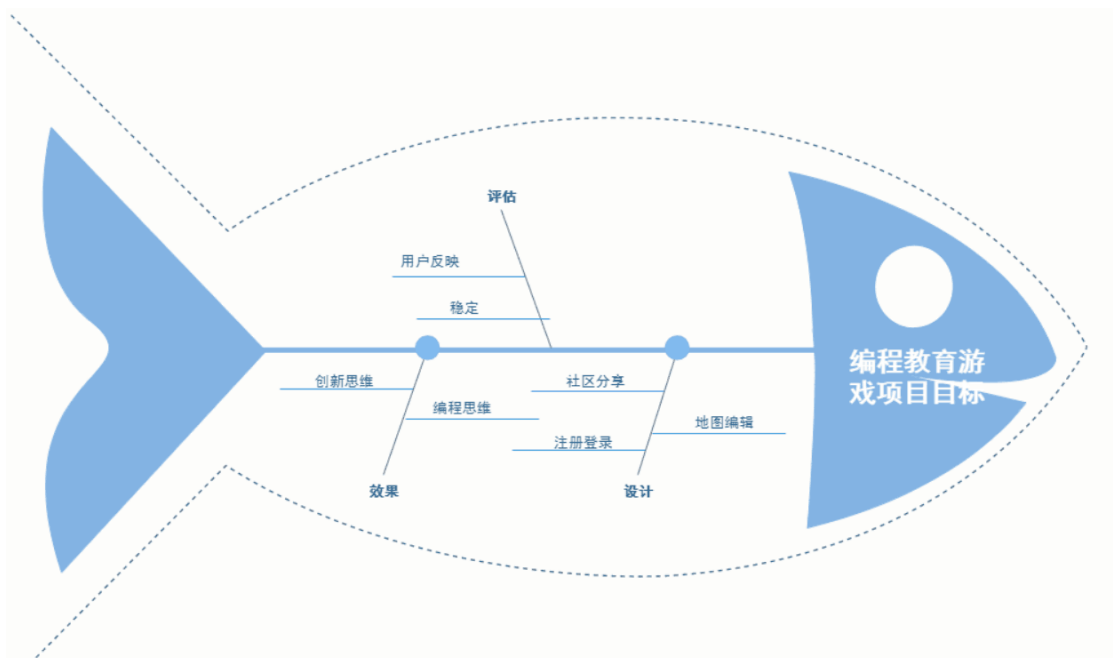 评估
用户反映
稳定
编程教育游
戏项目目标
创新思维
编程思维
效果
社区分享
地图编辑
注册登录
设计